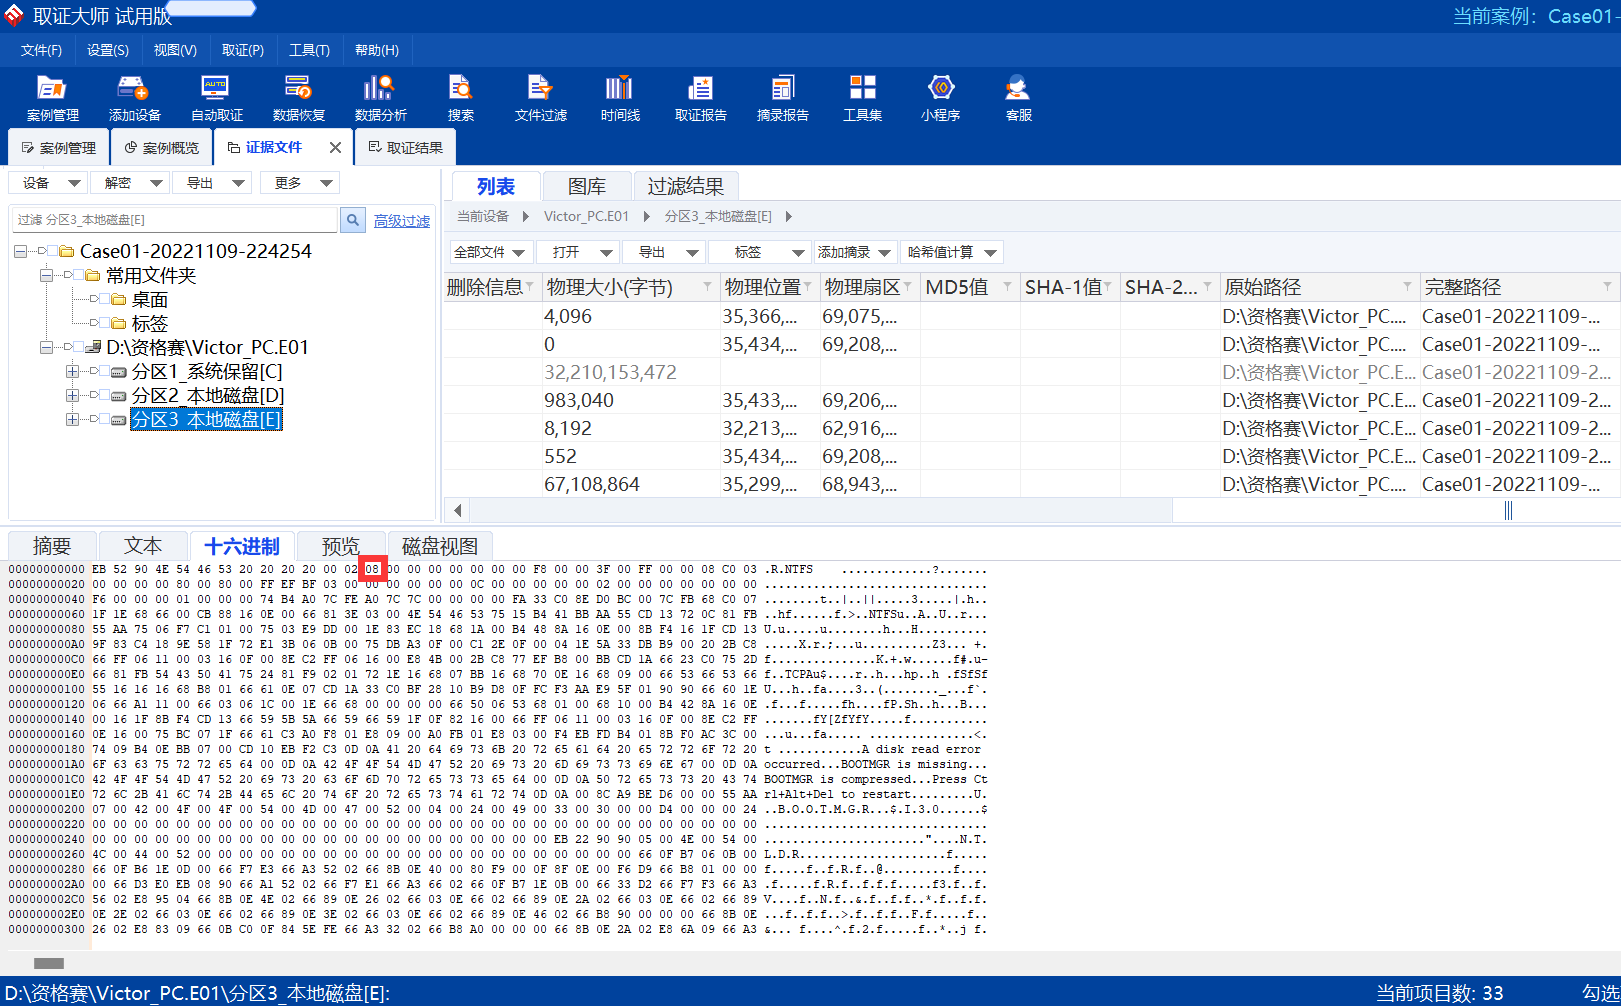 取证大师 试用版
当前案例: Case01-
文件(F) 设置(S) 视图(V) 取证(P) 工具(T) 帮助(H)
案例管理 添加设备 自动取证 数据恢复 数据分析 搜索 文件过滤 时间线 取证报告 摘录报告 工具集 小程序 客服
案例管理 案例概览 证据文件 取证结果
设备 解密 导出 更多
过滤 分区3_本地磁盘[E] 高级过滤
Case01-20221109-224254
常用文件夹
桌面
标签
D:\资格赛\Victor_PC.E01
分区1_系统保留[C]
分区2_本地磁盘[D]
分区3_本地磁盘[E]
列表 图库 过滤结果
当前设备 Victor_PC.E01 分区3_本地磁盘[E]
全部文件 打开 导出 标签 添加摘录 哈希值计算
删除信息 物理大小(字节) 物理位置 物理扇区 MD5值 SHA-1值 SHA-2... 原始路径 完整路径
4,096 35,366,... 69,075,... D:\资格赛\Victor_PC.... Case01-20221109-...
0 35,434,... 69,208,... D:\资格赛\Victor_PC.... Case01-20221109-...
32,210,153,472 D:\资格赛\Victor_PC.E... Case01-20221109-2...
983,040 35,433,... 69,206,... D:\资格赛\Victor_PC.E... Case01-20221109-2...
8,192 32,213,... 62,916,... D:\资格赛\Victor_PC.E... Case01-20221109-2...
552 35,434,... 69,208,... D:\资格赛\Victor_PC.E... Case01-20221109-2...
67,108,864 35,299,... 68,943,... D:\资格赛\Victor_PC.... Case01-20221109-...
摘要 文本 十六进制 预览 磁盘视图
00000000000 EB 52 90 4E 54 46 53 20 20 20 20 00 02 08 00 00 00 00 00 00 00 F8 00 00 3F 00 FF 00 00 08 C0 03 .R.NTFS    .............?.......
00000000020 00 00 00 00 80 00 80 00 FF EF BF 03 00 00 00 00 00 00 0C 00 00 00 00 00 02 00 00 00 00 00 00 00
00000000040 F6 00 00 00 01 00 00 00 74 B4 A0 7C FE A0 7C 7C 00 00 00 00 FA 33 C0 8E D0 BC 00 7C FB 68 C0 07
00000000060 1F 1E 68 66 00 CB 88 16 0E 00 66 81 3E 03 00 4E 54 46 53 75 15 B4 41 BB AA 55 CD 13 72 0C 81 FB .hf......f.>..NTFSu..A..U..r...
00000000080 55 AA 75 06 F7 C1 01 00 75 03 E9 DD 00 1E 83 EC 18 68 1A 00 B4 48 8A 16 0E 00 8B F4 16 1F CD 13
000000000A0 9F 83 C4 18 9E 58 1F 72 E1 3B 06 0B 00 75 DB A3 0F 00 C1 2E 0F 00 04 1E 5A 33 DB B9 00 20 2B C8
000000000C0 66 FF 06 11 00 03 16 0F 00 8E C2 FF 06 16 00 E8 4B 00 2B C8 77 EF B8 00 BB CD 1A 66 23 C0 75 2D
000000000E0 66 81 FB 54 43 50 41 75 24 81 F9 02 01 72 1E 16 68 07 BB 16 68 70 0E 16 68 09 00 66 53 66 53 66
00000000100 55 16 16 16 68 B8 01 66 61 0E 07 CD 1A 33 C0 BF 28 10 B9 D8 0F FC F3 AA E9 5F 01 90 90 66 60 1E
00000000120 06 66 A1 11 00 66 03 06 1C 00 1E 66 68 00 00 00 00 66 50 06 53 68 01 00 68 10 00 B4 42 8A 16 0E
00000000140 00 16 1F 8B F4 CD 13 66 59 5B 5A 66 59 66 59 1F 0F 82 16 00 66 FF 06 11 00 03 16 0F 00 8E C2 FF
00000000160 0E 16 00 75 BC 07 1F 66 61 C3 A0 F8 01 E8 09 00 A0 FB 01 E8 03 00 F4 EB FD B4 01 8B F0 AC 3C 00
00000000180 74 09 B4 0E BB 07 00 CD 10 EB F2 C3 0D 0A 41 20 64 69 73 6B 20 72 65 61 64 20 65 72 72 6F 72 20 t .............A disk read error
000000001A0 6F 63 63 75 72 72 65 64 00 0D 0A 42 4F 4F 54 4D 47 52 20 69 73 20 6D 69 73 73 69 6E 67 00 0D 0A occurred...BOOTMGR is missing...
000000001C0 42 4F 4F 54 4D 47 52 20 69 73 20 63 6F 6D 70 72 65 73 73 65 64 00 0D 0A 50 72 65 73 73 20 43 74 BOOTMGR is compressed...Press Ct
000000001E0 72 6C 2B 41 6C 74 2B 44 65 6C 20 74 6F 20 72 65 73 74 61 72 74 0D 0A 00 8C A9 BE D6 00 00 55 AA rl+Alt+Del to restart.........U.
00000000200 07 00 42 00 4F 00 4F 00 54 00 4D 00 47 00 52 00 04 00 24 00 49 00 33 00 30 00 00 D4 00 00 00 24 ..B.O.O.T.M.G.R...$.I.3.0......$
00000000220 00 00 00 00 00 00 00 00 00 00 00 00 00 00 00 00 00 00 00 00 00 00 00 00 00 00 00 00 00 00 00 00 ................................
00000000240 00 00 00 00 00 00 00 00 00 00 00 00 00 00 00 00 00 00 00 00 00 00 EB 22 90 90 05 00 4E 00 54 00 .......................".....N.T.
00000000260 4C 00 44 00 52 00 00 00 00 00 00 00 00 00 00 00 00 00 00 00 00 00 00 00 00 00 66 0F B7 06 0B 00 L.D.R.....................f.....
00000000280 66 0F B6 1E 0D 00 66 F7 E3 66 A3 52 02 66 8B 0E 40 00 80 F9 00 0F 8F 0E 00 F6 D9 66 B8 01 00 00
000000002A0 00 66 D3 E0 EB 08 90 66 A1 52 02 66 F7 E1 66 A3 66 02 66 0F B7 1E 0B 00 66 33 D2 66 F7 F3 66 A3
000000002C0 56 02 E8 95 04 66 8B 0E 4E 02 66 89 0E 26 02 66 03 0E 66 02 66 89 0E 2A 02 66 03 0E 66 02 66 89
000000002E0 0E 2E 02 66 03 0E 66 02 66 89 0E 3E 02 66 03 0E 66 02 66 89 0E 46 02 66 B8 90 00 00 00 66 8B 0E
00000000300 26 02 E8 83 09 66 0B C0 0F 84 5E FE 66 A3 32 02 66 B8 A0 00 00 00 66 8B 0E 2A 02 E8 6A 09 66 A3
D:\资格赛\Victor_PC.E01\分区3_本地磁盘[E]: 当前项目数: 33 勾选